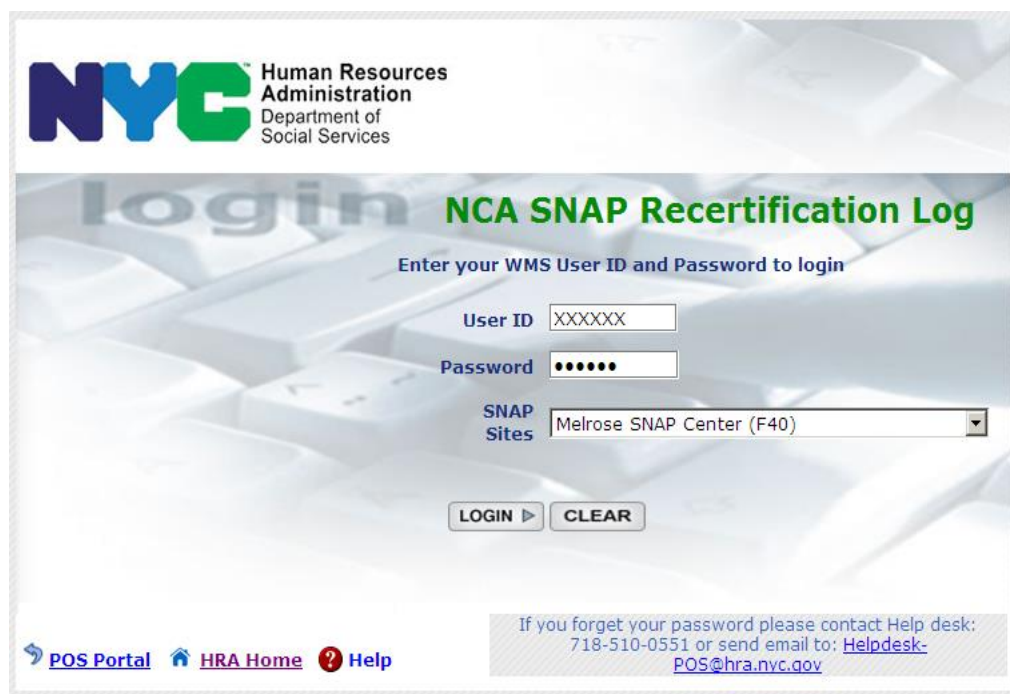 NYC™
Human Resources
Administration
Department of
Social Services
login
NCA SNAP Recertification Log
Enter your WMS User ID and Password to login
User ID XXXXXX
Password ••••••
SNAP
Sites
Melrose SNAP Center (F40)
LOGIN CLEAR
POS Portal HRA Home ? Help
If you forget your password please contact Help desk:
718-510-0551 or send email to: Helpdesk-
POS@hra.nyc.gov